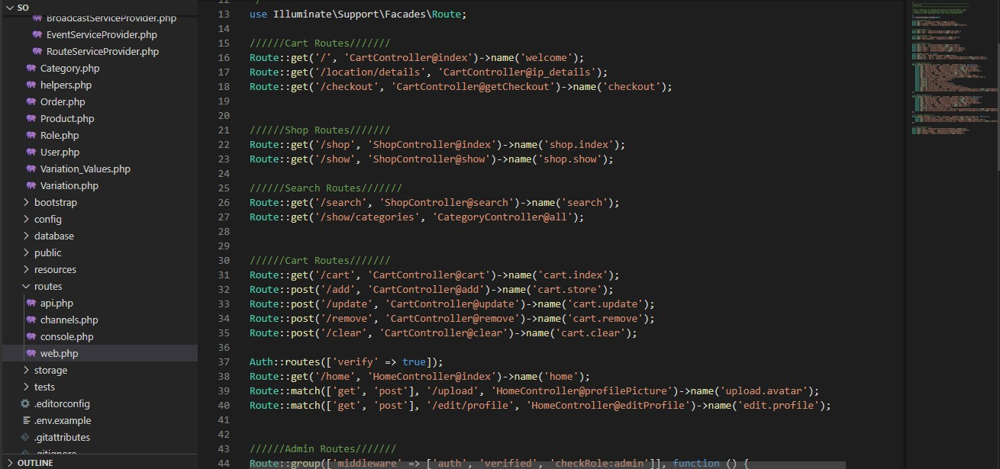 SO
BroadcastServiceProvider.php
EventServiceProvider.php
RouteServiceProvider.php
Category.php
helpers.php
Order.php
Product.php
Role.php
User.php
Variation_Values.php
Variation.php
bootstrap
config
database
public
resources
routes
api.php
channels.php
console.php
web.php
storage
tests
.editorconfig
.env.example
.gitattributes
.gitignore
OUTLINE
12 */
13 use Illuminate\Support\Facades\Route;
14
15 //////Cart Routes///////
16 Route::get('/', 'CartController@index')->name('welcome');
17 Route::get('/location/details', 'CartController@ip_details');
18 Route::get('/checkout', 'CartController@getCheckout')->name('checkout');
19
20
21 //////Shop Routes///////
22 Route::get('/shop', 'ShopController@index')->name('shop.index');
23 Route::get('/show', 'ShopController@show')->name('shop.show');
24
25 //////Search Routes///////
26 Route::get('/search', 'ShopController@search')->name('search');
27 Route::get('/show/categories', 'CategoryController@all');
28
29
30 //////Cart Routes///////
31 Route::get('/cart', 'CartController@cart')->name('cart.index');
32 Route::post('/add', 'CartController@add')->name('cart.store');
33 Route::post('/update', 'CartController@update')->name('cart.update');
34 Route::post('/remove', 'CartController@remove')->name('cart.remove');
35 Route::post('/clear', 'CartController@clear')->name('cart.clear');
36
37 Auth::routes(['verify' => true]);
38 Route::get('/home', 'HomeController@index')->name('home');
39 Route::match(['get', 'post'], '/upload', 'HomeController@profilePicture')->name('upload.avatar');
40 Route::match(['get', 'post'], '/edit/profile', 'HomeController@editProfile')->name('edit.profile');
41
42
43 //////Admin Routes///////
44 Route::group(['middleware' => ['auth', 'verified', 'checkRole:admin']], function () {